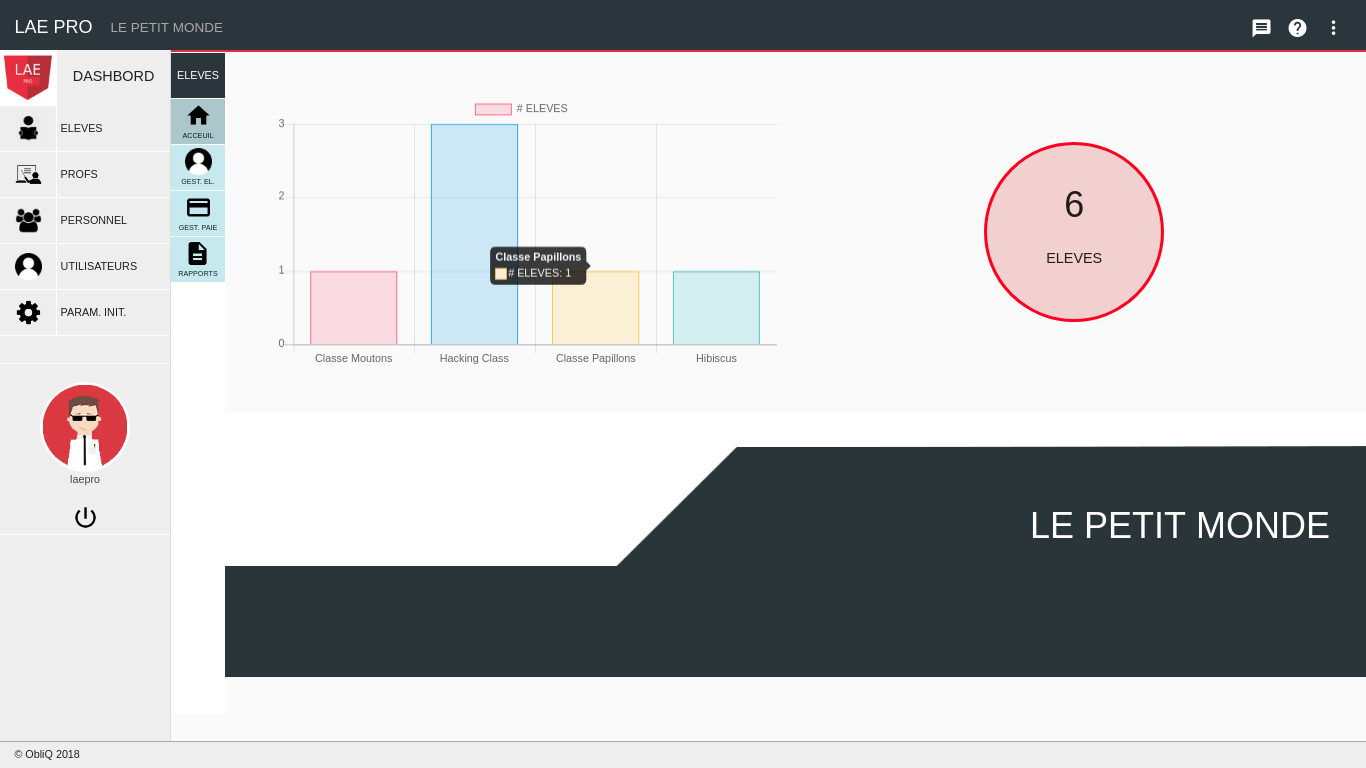 LAE PRO LE PETIT MONDE
LAE
PRO
DASHBORD
ELEVES
PROFS
PERSONNEL
UTILISATEURS
PARAM. INIT.
laepro
ELEVES
ACCEUIL
GEST. EL.
GEST. PAIE
RAPPORTS
# ELEVES
3
2
1
0
Classe Papillons
# ELEVES: 1
Classe Moutons Hacking Class Classe Papillons Hibiscus
6
ELEVES
LE PETIT MONDE
© ObliQ 2018